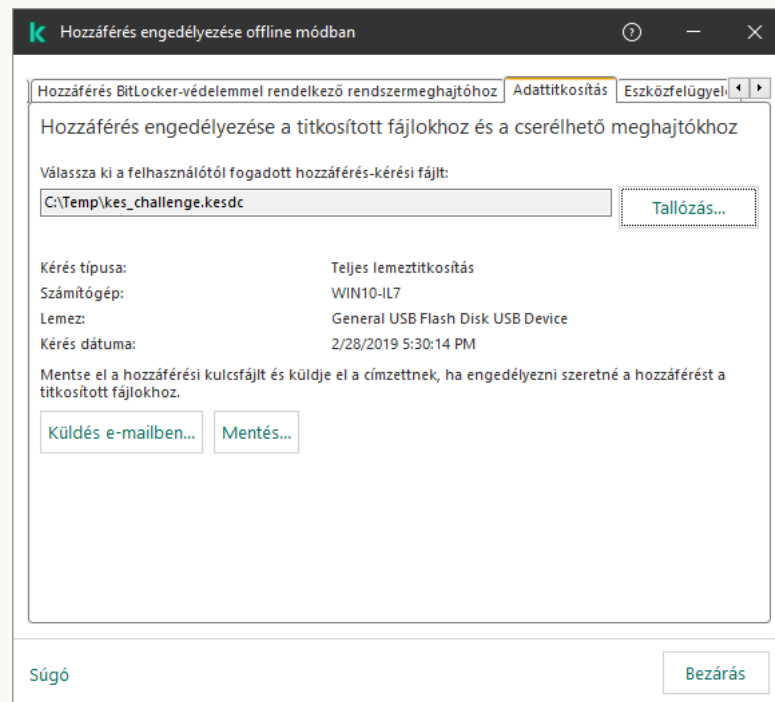 Hozzáférés engedélyezése offline módban
Hozzáférés BitLocker-védelemmel rendelkező rendszermeghajtóhoz
Adattitkosítás
Eszközfelügyel
Hozzáférés engedélyezése a titkosított fájlokhoz és a cserélhető meghajtókhoz
Válassza ki a felhasználótól fogadott hozzáférés-kérési fájlt:
C:\Temp\kes_challenge.kesdc
Tallózás...
Kérés típusa: Teljes lemeztitkosítás
Számítógép: WIN10-IL7
Lemez: General USB Flash Disk USB Device
Kérés dátuma: 2/28/2019 5:30:14 PM
Mentse el a hozzáférési kulcsfájlt és küldje el a címzettnek, ha engedélyezni szeretné a hozzáférést a
titkosított fájlokhoz.
Küldés e-mailben...
Mentés...
Súgó
Bezárás